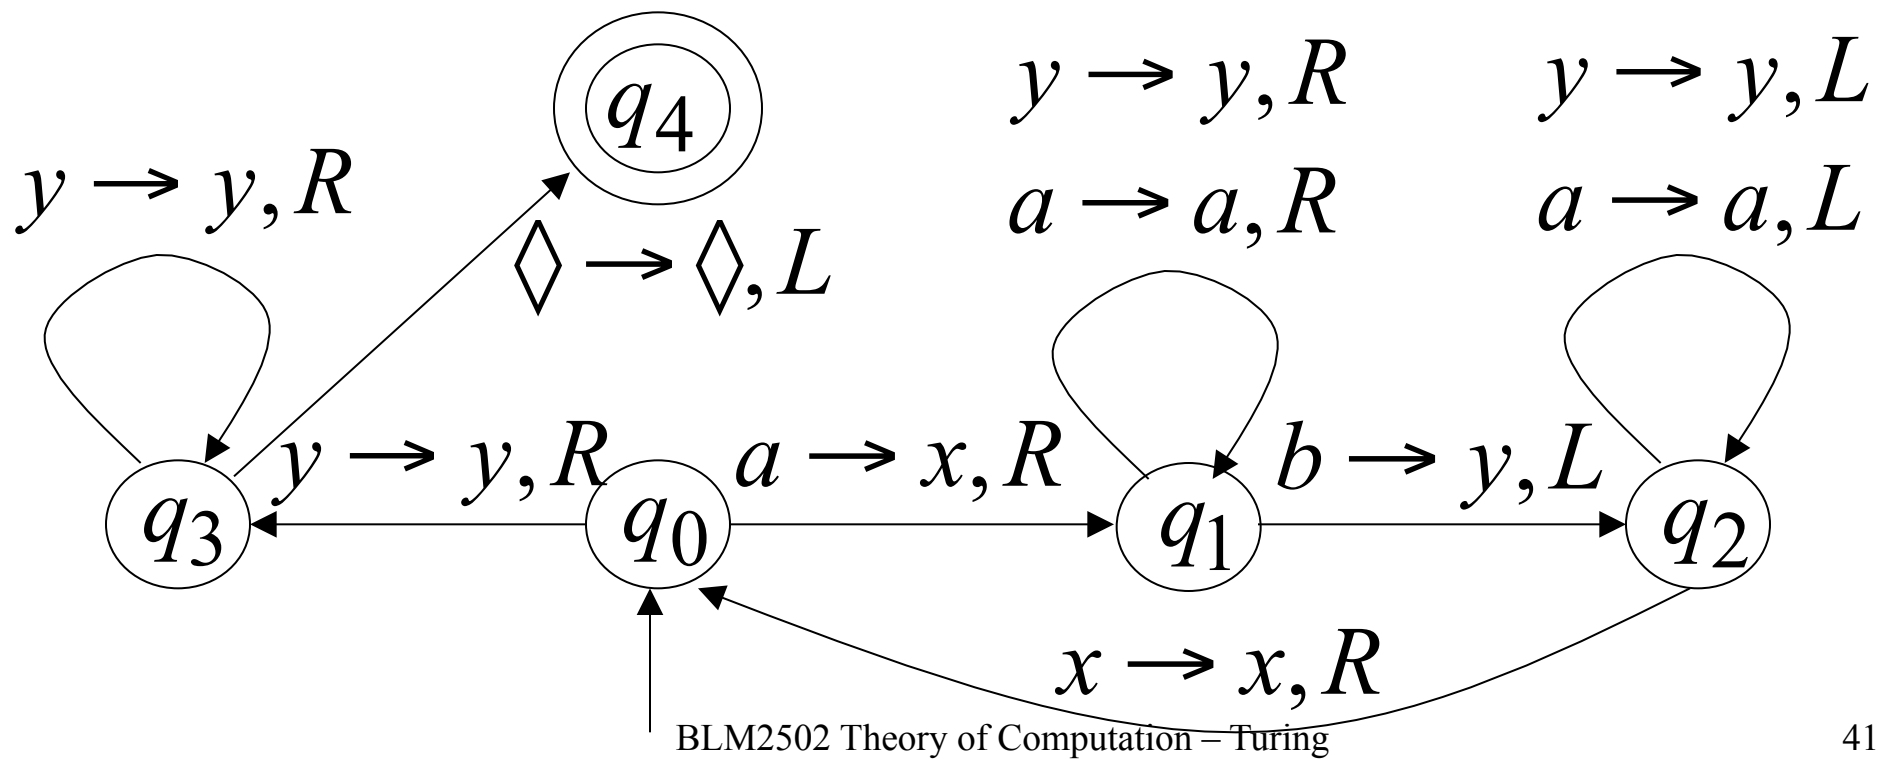 q4
y → y, R
y → y, L
y → y, R
a → a, R
a → a, L
◊ → ◊, L
y → y, R
a → x, R
b → y, L
q3
q0
q1
q2
x → x, R
BLM2502 Theory of Computation – Turing
41